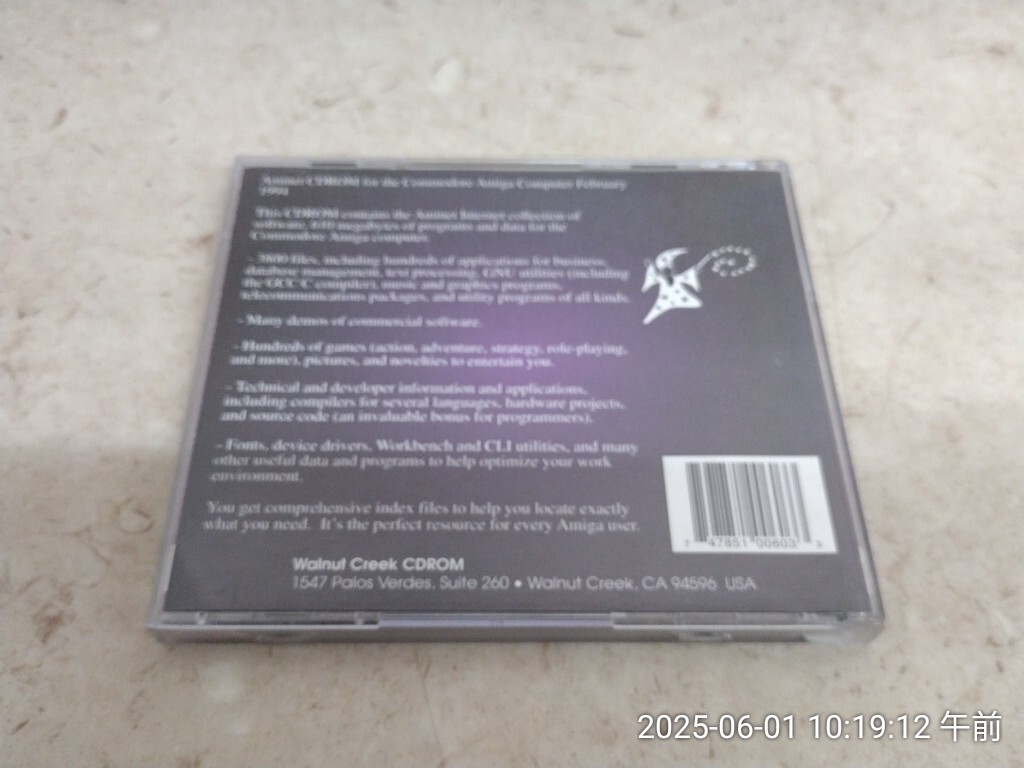 Aminet CDROM for the Commodore Amiga Computer February
This CDROM contains the Aminet Internet collection of
software, 610 megabytes of programs and data for the
Commodore Amiga computer.
- 3800 files, including hundreds of applications for business,
database management, text processing, GNU utilities (including
the GCC C compiler), music and graphics programs,
telecommunications packages, and utility programs of all kinds.
- Many demos of commercial software.
- Hundreds of games (action, adventure, strategy, role-playing,
and more), pictures, and novelties to entertain you.
- Technical and developer information and applications,
including compilers for several languages, hardware projects,
and source code (an invaluable bonus for programmers).
- Fonts, device drivers, Workbench and CLI utilities, and many
other useful data and programs to help optimize your work
environment.
You get comprehensive index files to help you locate exactly
what you need. It's the perfect resource for every Amiga user.
7 47851 00603 3
Walnut Creek CDROM
1547 Palos Verdes, Suite 260 • Walnut Creek, CA 94596 USA
2025-06-01 10:19:12 午前